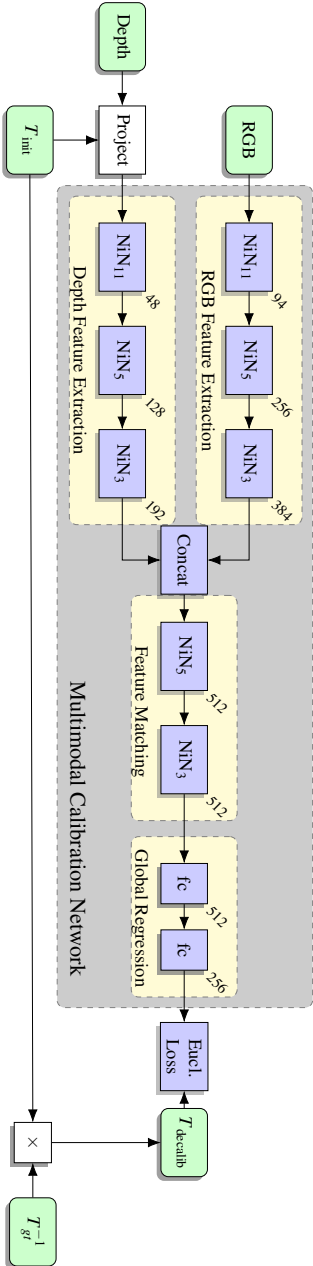 RGB
NiN₁₁
94
NiN₅
256
NiN₃
384
RGB Feature Extraction
Depth
T_init
Project
NiN₁₁
48
NiN₅
128
NiN₃
192
Depth Feature Extraction
Concat
NiN₅
512
NiN₃
512
Feature Matching
fc
512
fc
256
Global Regression
Multimodal Calibration Network
Eucl.
Loss
T_decalib
×
T_gt^-1